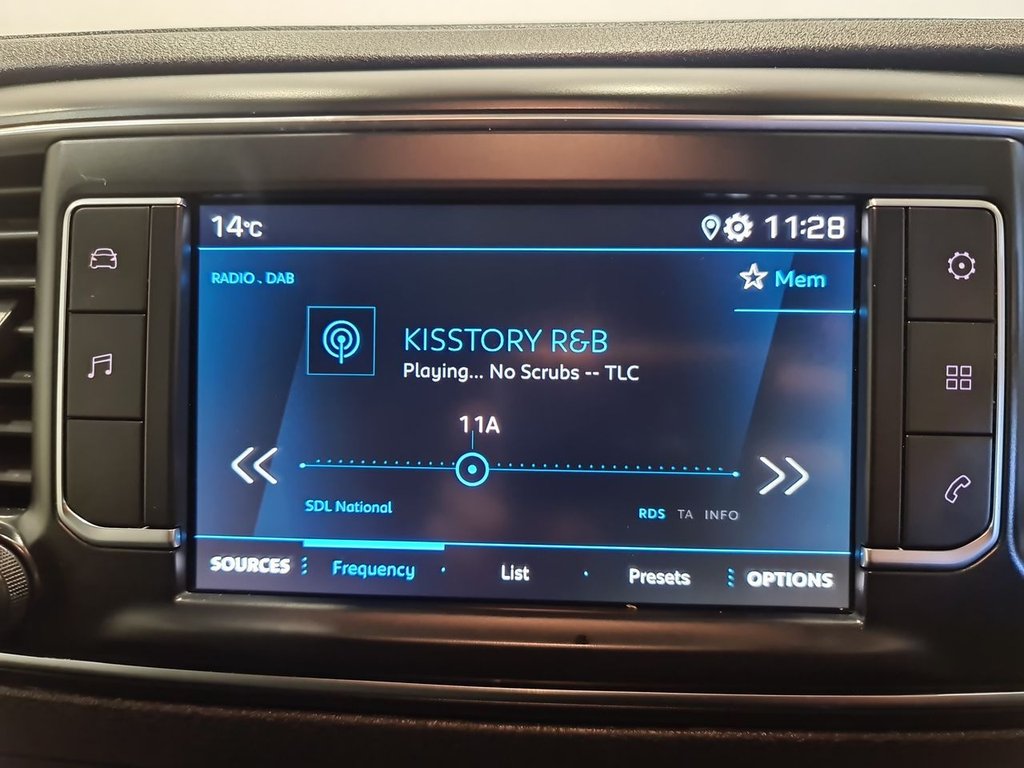 14°C 11:28
RADIO . DAB
Mem
KISSTORY R&B
Playing... No Scrubs -- TLC
11A
SDL National
RDS TA INFO
SOURCES Frequency List Presets OPTIONS